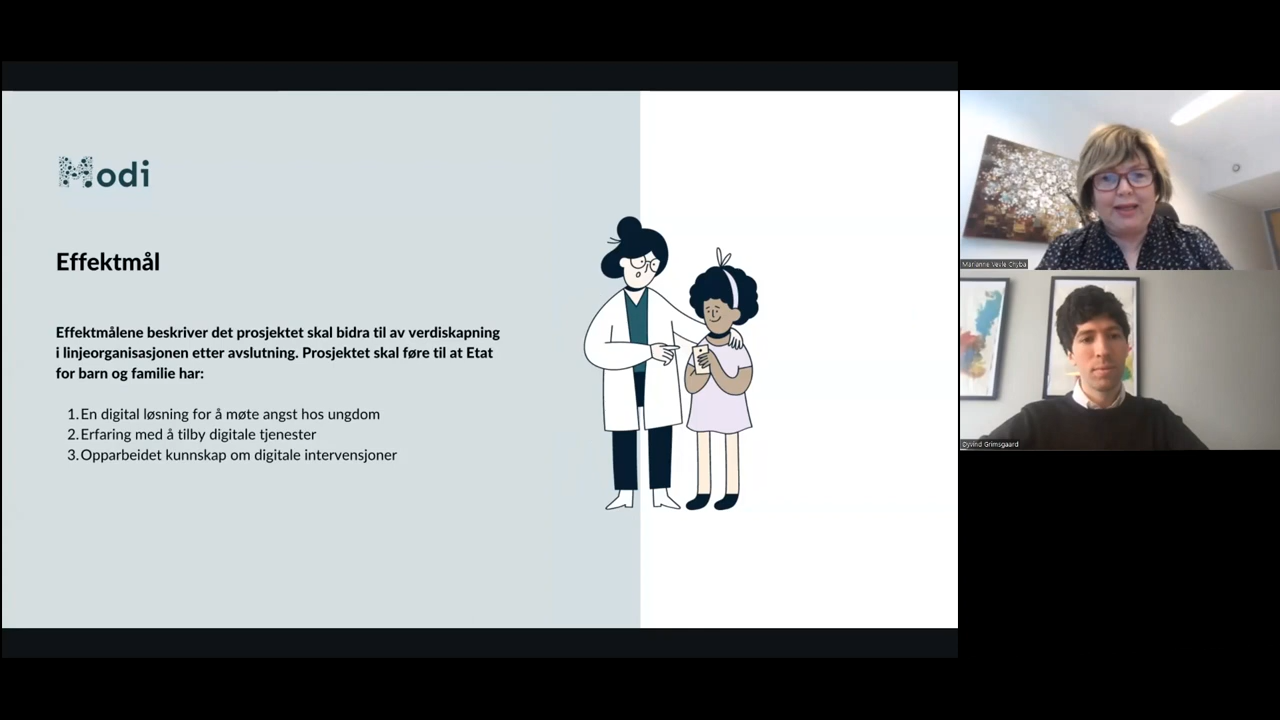 Modi
Effektmål
Effektmålene beskriver det prosjektet skal bidra til av verdiskapning
i linjeorganisasjonen etter avslutning. Prosjektet skal føre til at Etat
for barn og familie har:
1. En digital løsning for å møte angst hos ungdom
2. Erfaring med å tilby digitale tjenester
3. Opparbeidet kunnskap om digitale intervensjoner
Marianne Vevle Chyba
Øyvind Grimsgaard